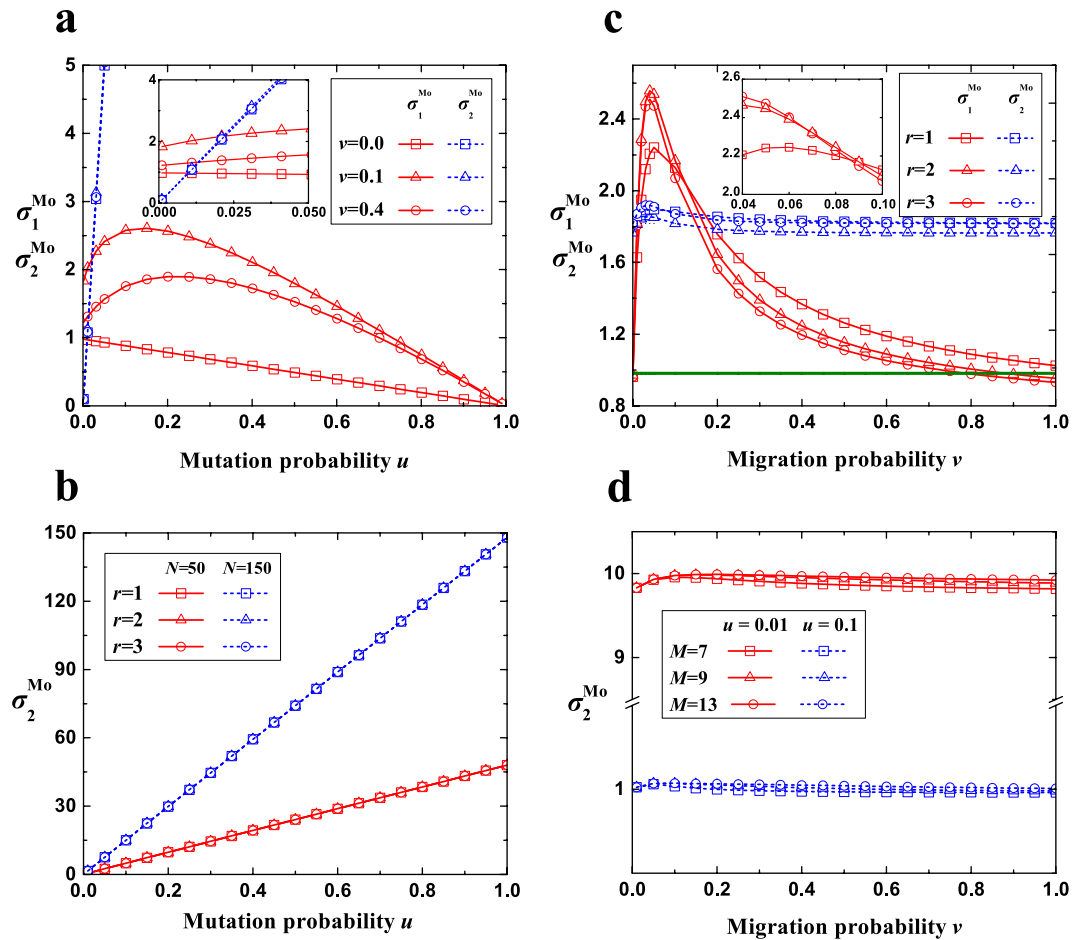 a
5
4
3
2
1
0
σ₁ᴹᵒ
σ₂ᴹᵒ
0.0 0.2 0.4 0.6 0.8 1.0
Mutation probability u
4
2
0
0.000 0.025 0.050
σ₁ᴹᵒ σ₂ᴹᵒ
v=0.0
v=0.1
v=0.4
c
2.4
2.0
1.6
1.2
0.8
σ₁ᴹᵒ
σ₂ᴹᵒ
0.0 0.2 0.4 0.6 0.8 1.0
Migration probability v
2.6
2.4
2.2
2.0
0.04 0.06 0.08 0.10
σ₁ᴹᵒ σ₂ᴹᵒ
r=1
r=2
r=3
b
150
120
90
60
30
0
σ₂ᴹᵒ
0.0 0.2 0.4 0.6 0.8 1.0
Mutation probability u
N=50 N=150
r=1
r=2
r=3
d
10
9
1
σ₂ᴹᵒ
0.0 0.2 0.4 0.6 0.8 1.0
Migration probability v
u = 0.01 u = 0.1
M=7
M=9
M=13